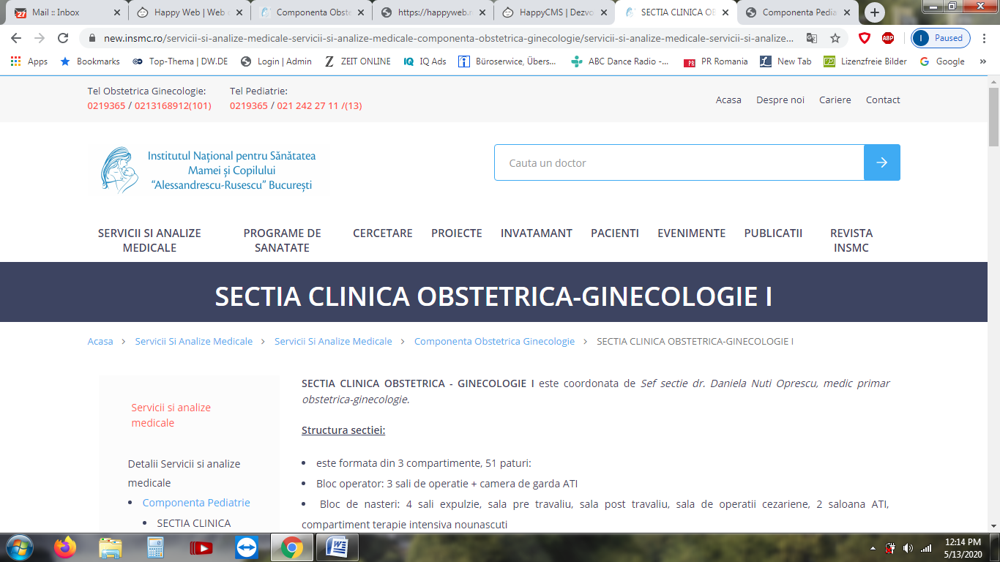 Mail :: Inbox
Happy Web | Web
Componenta Obste
https://happyweb.r
HappyCMS | Dezvo
SECTIA CLINICA OB
Componenta Pedia
new.insmc.ro/servicii-si-analize-medicale-servicii-si-analize-medicale-componenta-obstetrica-ginecologie/servicii-si-analize-medicale-servicii-si-analize...
ABP
I Paused
Apps
Bookmarks
Top-Thema | DW.DE
Login | Admin
Z ZEIT ONLINE
IQ IQ Ads
Büroserwice, Übers...
ABC Dance Radio -...
PR PR Romania
New Tab
Lizenzfreie Bilder
G Google
»
Tel Obstetrica Ginecologie:
0219365 / 0213168912(101)
Tel Pediatrie:
0219365 / 021 242 27 11 /(13)
Acasa
Despre noi
Cariere
Contact
Institutul Național pentru Sănătatea
Mamei și Copilului
“Alessandrescu-Rusescu” București
Cauta un doctor
SERVICII SI ANALIZE
MEDICALE
PROGRAME DE
SANATATE
CERCETARE
PROIECTE
INVATAMANT
PACIENTI
EVENIMENTE
PUBLICATII
REVISTA
INSMC
SECTIA CLINICA OBSTETRICA-GINECOLOGIE I
Acasa > Servicii Si Analize Medicale > Servicii Si Analize Medicale > Componenta Obstetrica Ginecologie > SECTIA CLINICA OBSTETRICA-GINECOLOGIE I
Servicii si analize
medicale
Detalii Servicii si analize
medicale
• Componenta Pediatrie
• SECTIA CLINICA
SECTIA CLINICA OBSTETRICA - GINECOLOGIE I este coordonata de Sef sectie dr. Daniela Nuti Oprescu, medic primar
obstetrica-ginecologie.
Structura sectiei:
• este formata din 3 compartimente, 51 paturi:
• Bloc operator: 3 sali de operatie + camera de garda ATI
• Bloc de nasteri: 4 sali expulzie, sala pre travaliu, sala post travaliu, sala de operatii cezariene, 2 saloana ATI,
compartiment terapie intensiva nounascuti
12:14 PM
5/13/2020